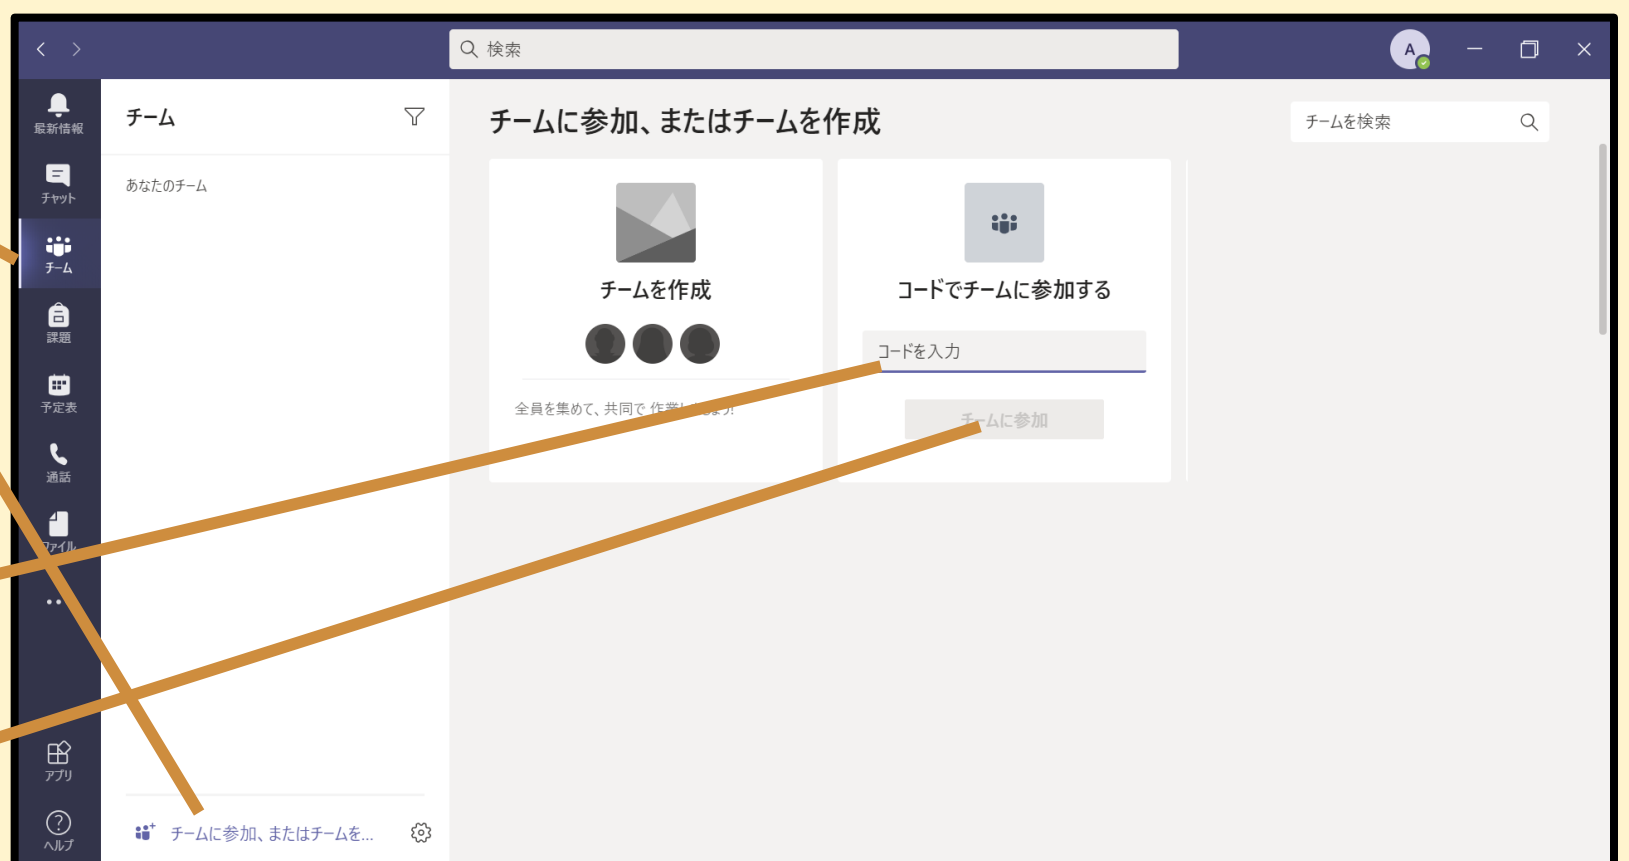 検索
A
最新情報
チャット
チーム
課題
予定表
通話
ファイル
アプリ
ヘルプ
チーム
あなたのチーム
チームに参加、またはチームを...
チームに参加、またはチームを作成
チームを検索
チームを作成
全員を集めて、共同で
コードでチームに参加する
コードを入力
チームに参加